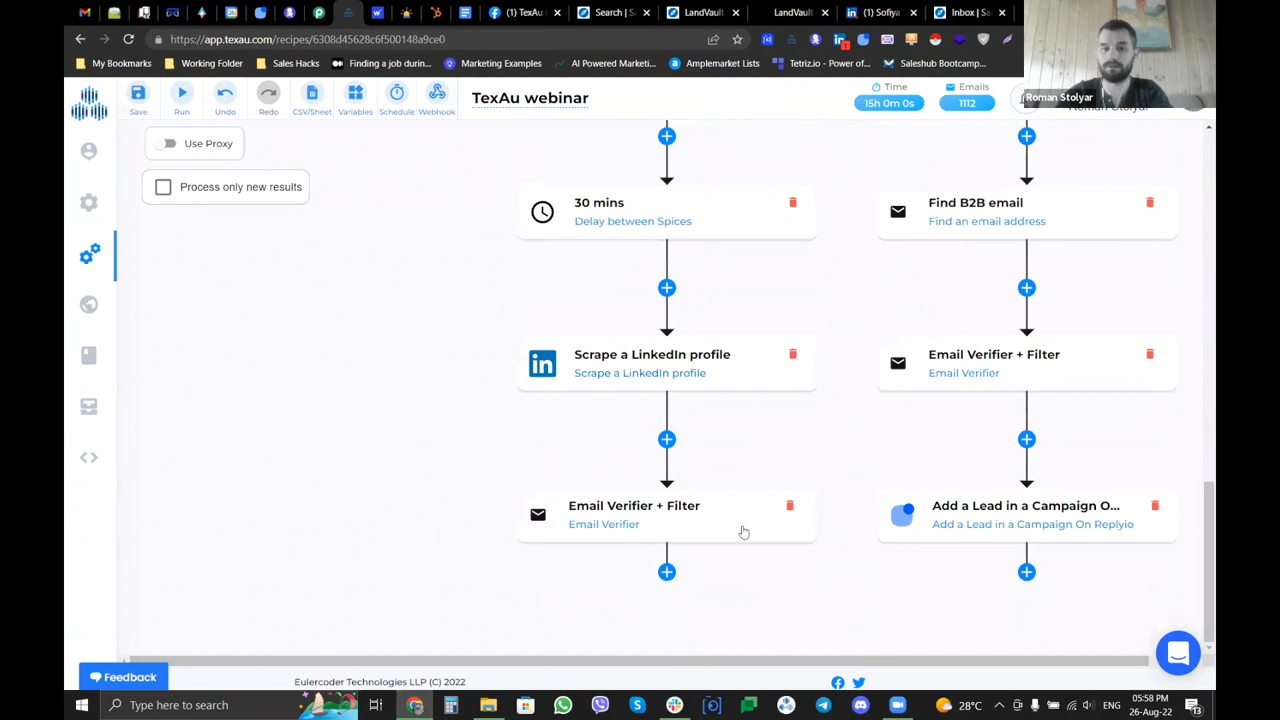 (1) TexAu
Search | S
LandVault
LandVault
(1) Sofiya
Inbox | Sa
https://app.texau.com/recipes/6308d45628c6f500148a9ce0
My Bookmarks
Working Folder
Sales Hacks
Finding a job durin...
Marketing Examples
AI Powered Marketi...
Amplemarket Lists
Tetriz.io - Power of...
Saleshub Bootcamp...
Roman Stolyar
Save
Run
Undo
Redo
CSV/Sheet
Variables
Schedule
Webhook
TexAu webinar
Time
15h 0m 0s
Emails
1112
Use Proxy
Process only new results
30 mins
Delay between Spices
Find B2B email
Find an email address
Scrape a LinkedIn profile
Scrape a LinkedIn profile
Email Verifier + Filter
Email Verifier
Email Verifier + Filter
Email Verifier
Add a Lead in a Campaign O...
Add a Lead in a Campaign On Replyio
Feedback
Eulercoder Technologies LLP (C) 2022
Type here to search
28°C
ENG
05:58 PM
26-Aug-22